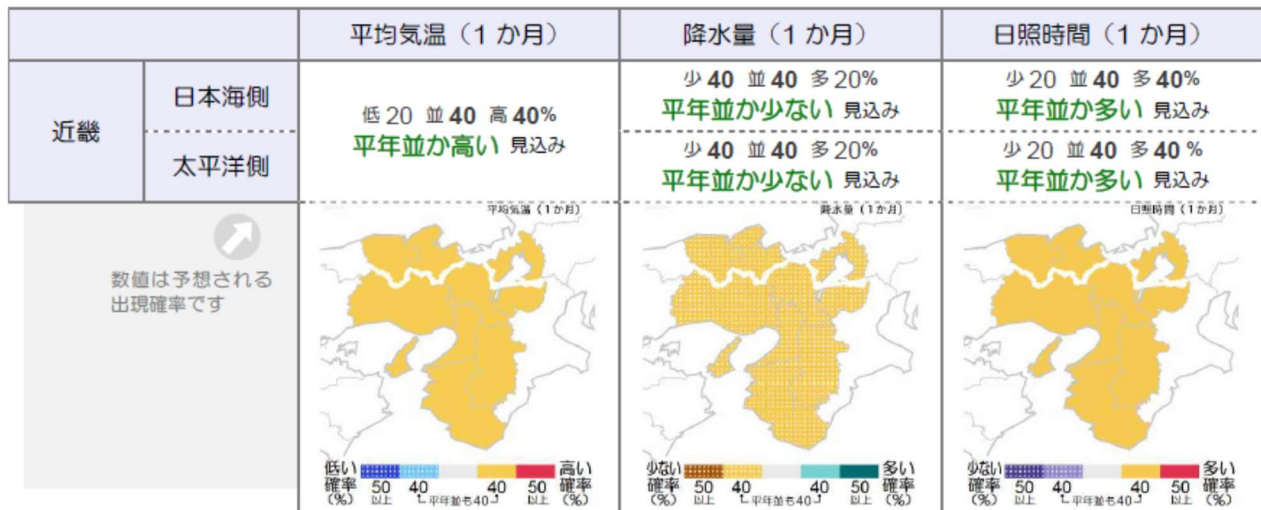 平均気温（1か月）
降水量（1か月）
日照時間（1か月）
近畿
日本海側
太平洋側
低20 並40 高40%
平年並か高い 見込み
少40 並40 多20%
平年並か少ない 見込み
少20 並40 多40%
平年並か多い 見込み
少40 並40 多20%
平年並か少ない 見込み
少20 並40 多40 %
平年並か多い 見込み
数値は予想される
出現確率です
平均気温（1か月）
降水量（1か月）
日照時間（1か月）
低い
確率
(%)
50
以上
40
平年並も40
40
50
以上
高い
確率
(%)
少ない
確率
(%)
50
以上
40
平年並も40
40
50
以上
多い
確率
(%)
少ない
確率
(%)
50
以上
40
平年並も40
40
50
以上
多い
確率
(%)